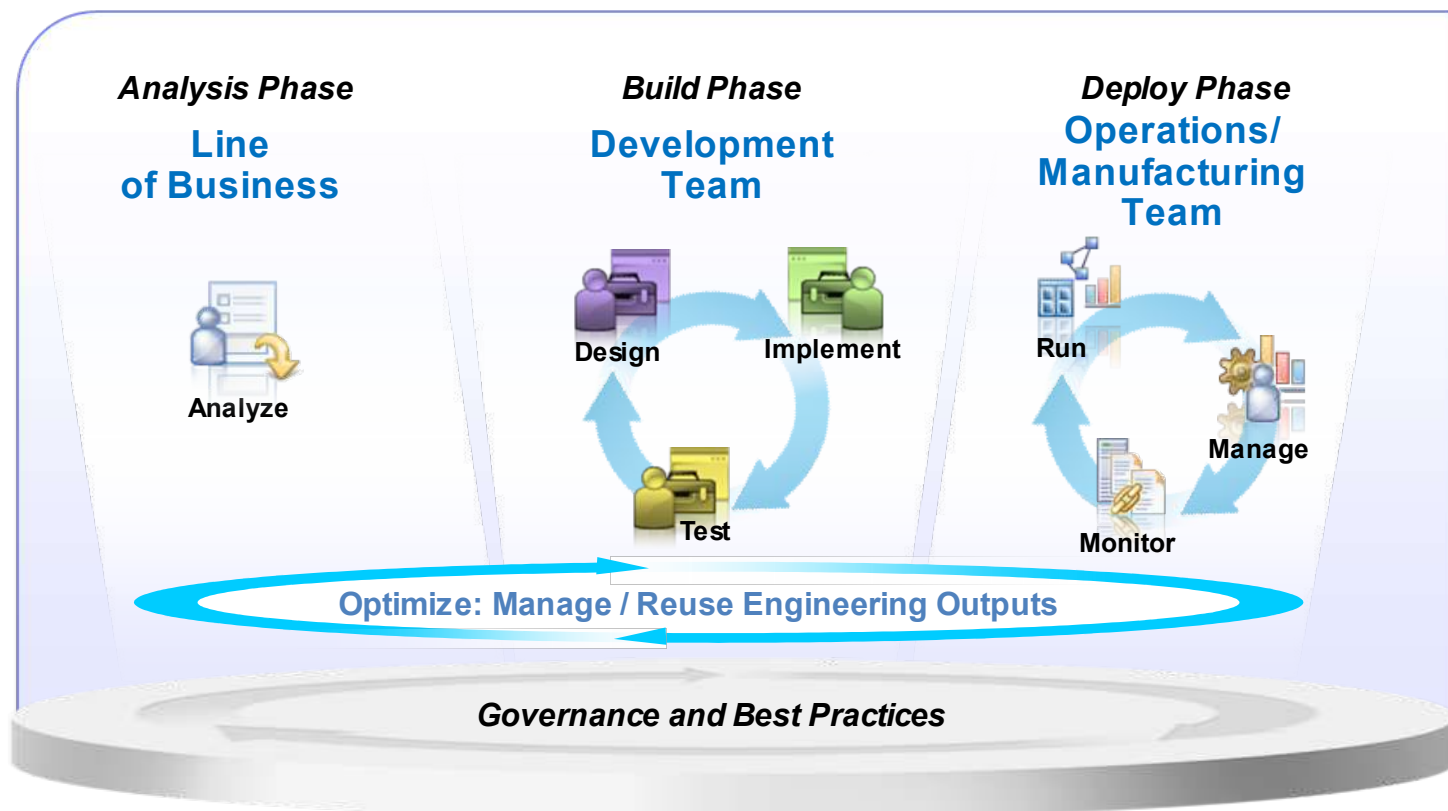 Analysis Phase
Line
of Business
Analyze
Build Phase
Development
Team
Design
Implement
Test
Deploy Phase
Operations/
Manufacturing
Team
Run
Manage
Monitor
Optimize: Manage / Reuse Engineering Outputs
Governance and Best Practices